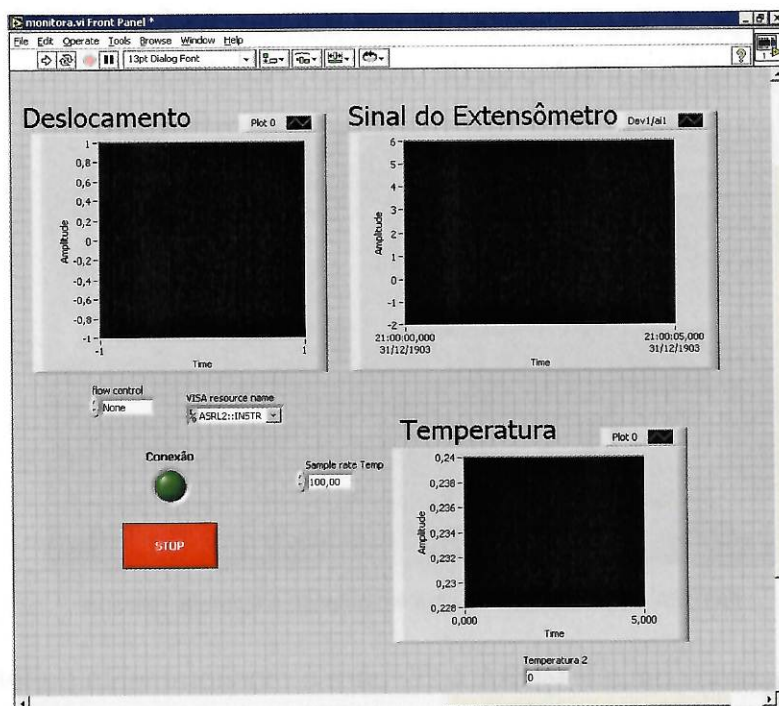 monitora.vi Front Panel *
File Edit Operate Tools Browse Window Help
13pt Dialog Font
?
1
Deslocamento
Plot 0
Amplitude
1
0,8
0,6
0,4
0,2
0
-0,2
-0,4
-0,6
-0,8
-1
-1
1
Time
Sinal do Extensômetro
Dev1/ai1
Amplitude
6
5
4
3
2
1
0
-1
-2
21:00:00,000
31/12/1903
21:00:05,000
31/12/1903
Time
flow control
None
VISA resource name
ASRL2::INSTR
Conexão
STOP
Sample rate Temp
100,00
Temperatura
Plot 0
Amplitude
0,24
0,238
0,236
0,234
0,232
0,23
0,228
0,000
5,000
Time
Temperatura 2
0